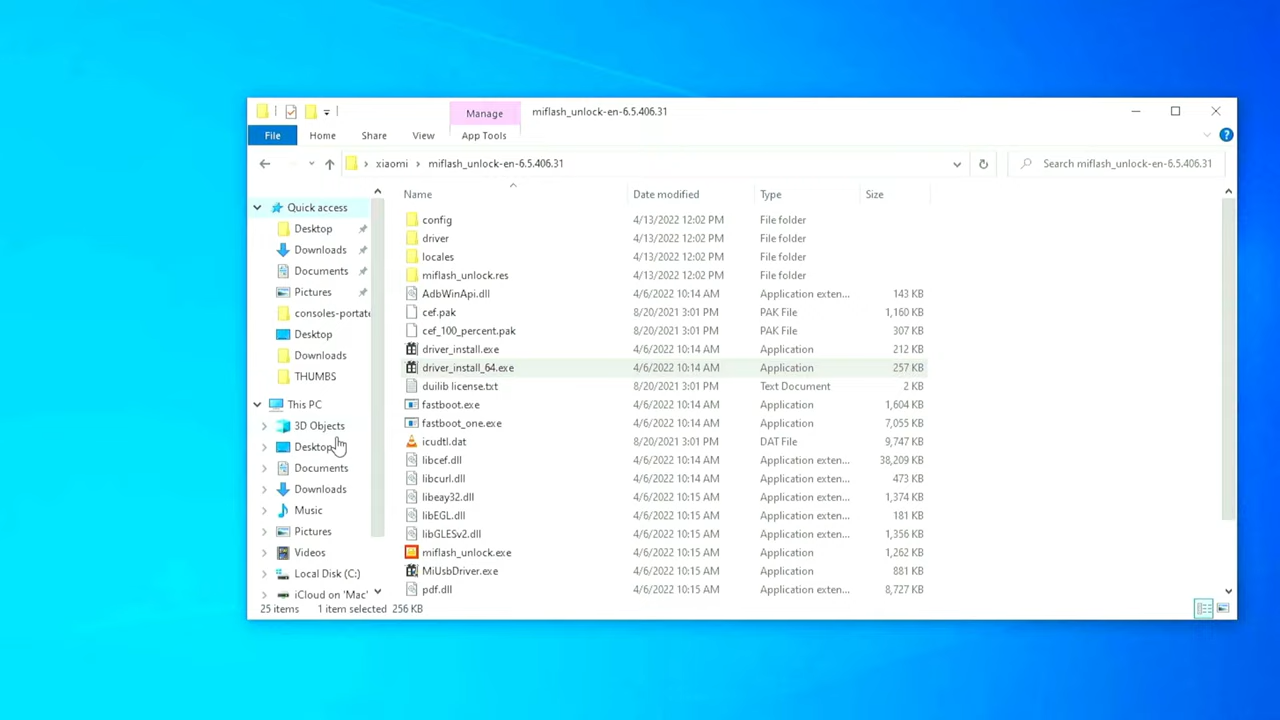 Manage
miflash_unlock-en-6.5.406.31
File
Home
Share
View
App Tools
xiaomi
miflash_unlock-en-6.5.406.31
Search miflash_unlock-en-6.5.406.31
Quick access
Desktop
Downloads
Documents
Pictures
consoles-portate
Desktop
Downloads
THUMBS
This PC
3D Objects
Desktop
Documents
Downloads
Music
Pictures
Videos
Local Disk (C:)
iCloud on 'Mac'
Name Date modified Type Size
config 4/13/2022 12:02 PM File folder
driver 4/13/2022 12:02 PM File folder
locales 4/13/2022 12:02 PM File folder
miflash_unlock.res 4/13/2022 12:02 PM File folder
AdbWinApi.dll 4/6/2022 10:14 AM Application exten... 143 KB
cef.pak 8/20/2021 3:01 PM PAK File 1,160 KB
cef_100_percent.pak 8/20/2021 3:01 PM PAK File 307 KB
driver_install.exe 4/6/2022 10:14 AM Application 212 KB
driver_install_64.exe 4/6/2022 10:14 AM Application 257 KB
duilib license.txt 8/20/2021 3:01 PM Text Document 2 KB
fastboot.exe 4/6/2022 10:14 AM Application 1,604 KB
fastboot_one.exe 4/6/2022 10:14 AM Application 7,055 KB
icudtl.dat 8/20/2021 3:01 PM DAT File 9,747 KB
libcef.dll 4/6/2022 10:14 AM Application exten... 38,209 KB
libcurl.dll 4/6/2022 10:14 AM Application exten... 473 KB
libeay32.dll 4/6/2022 10:15 AM Application exten... 1,374 KB
libEGL.dll 4/6/2022 10:15 AM Application exten... 181 KB
libGLESv2.dll 4/6/2022 10:15 AM Application exten... 1,356 KB
miflash_unlock.exe 4/6/2022 10:15 AM Application 1,262 KB
MiUsbDriver.exe 4/6/2022 10:15 AM Application 881 KB
pdf.dll 4/6/2022 10:15 AM Application exten... 8,727 KB
25 items 1 item selected 256 KB